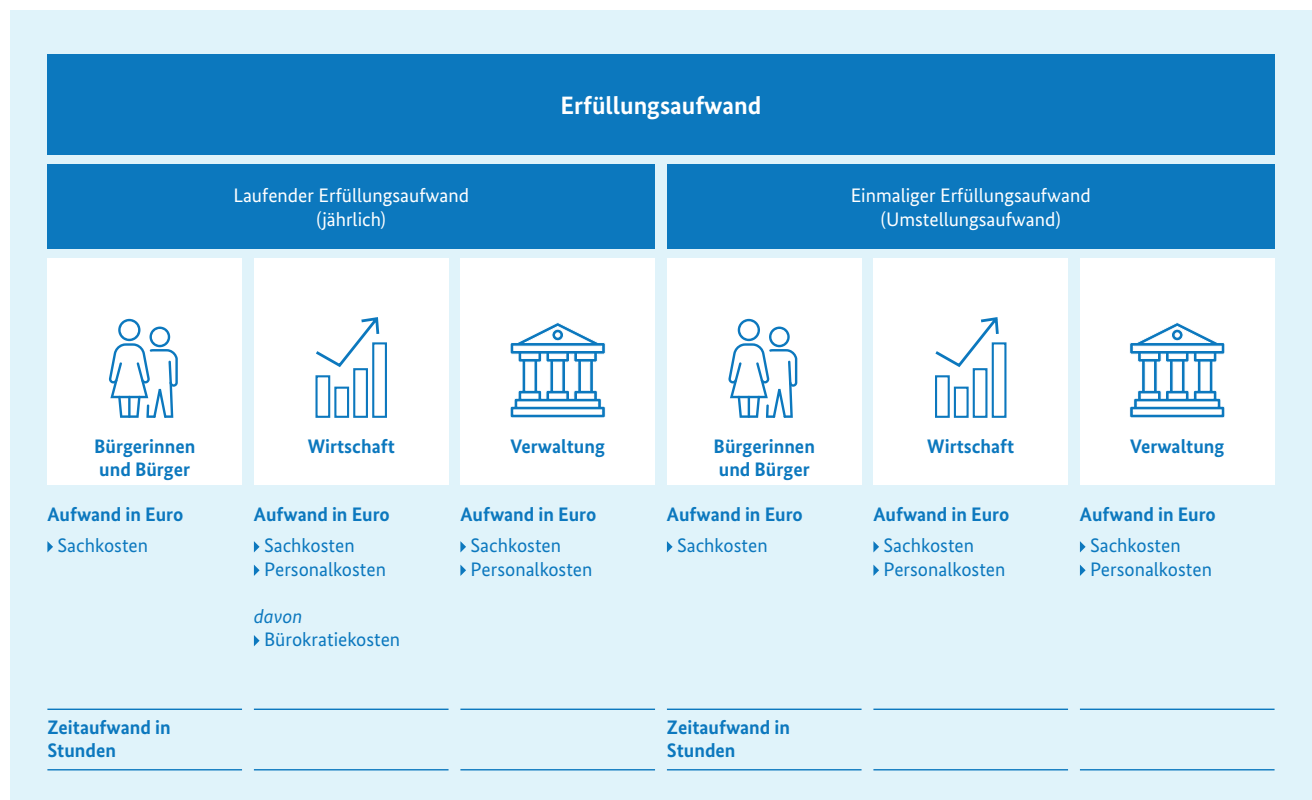 Erfüllungsaufwand
Laufender Erfüllungsaufwand
(jährlich)
Einmaliger Erfüllungsaufwand
(Umstellungsaufwand)
Bürgerinnen
und Bürger
Wirtschaft
Verwaltung
Bürgerinnen
und Bürger
Wirtschaft
Verwaltung
Aufwand in Euro
Sachkosten
Aufwand in Euro
Sachkosten
Personalkosten
davon
Bürokratiekosten
Aufwand in Euro
Sachkosten
Personalkosten
Aufwand in Euro
Sachkosten
Aufwand in Euro
Sachkosten
Personalkosten
Aufwand in Euro
Sachkosten
Personalkosten
Zeitaufwand in
Stunden
Zeitaufwand in
Stunden